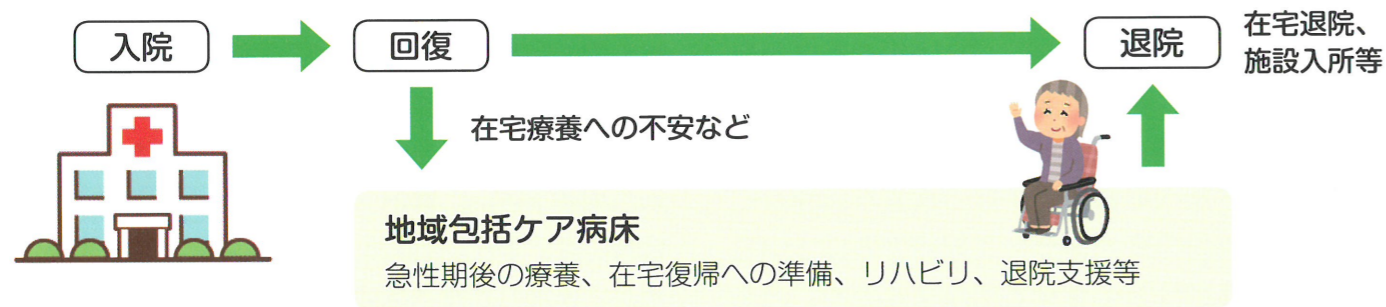 入院
回復
退院
在宅退院、
施設入所等
在宅療養への不安など
地域包括ケア病床
急性期後の療養、在宅復帰への準備、リハビリ、退院支援等